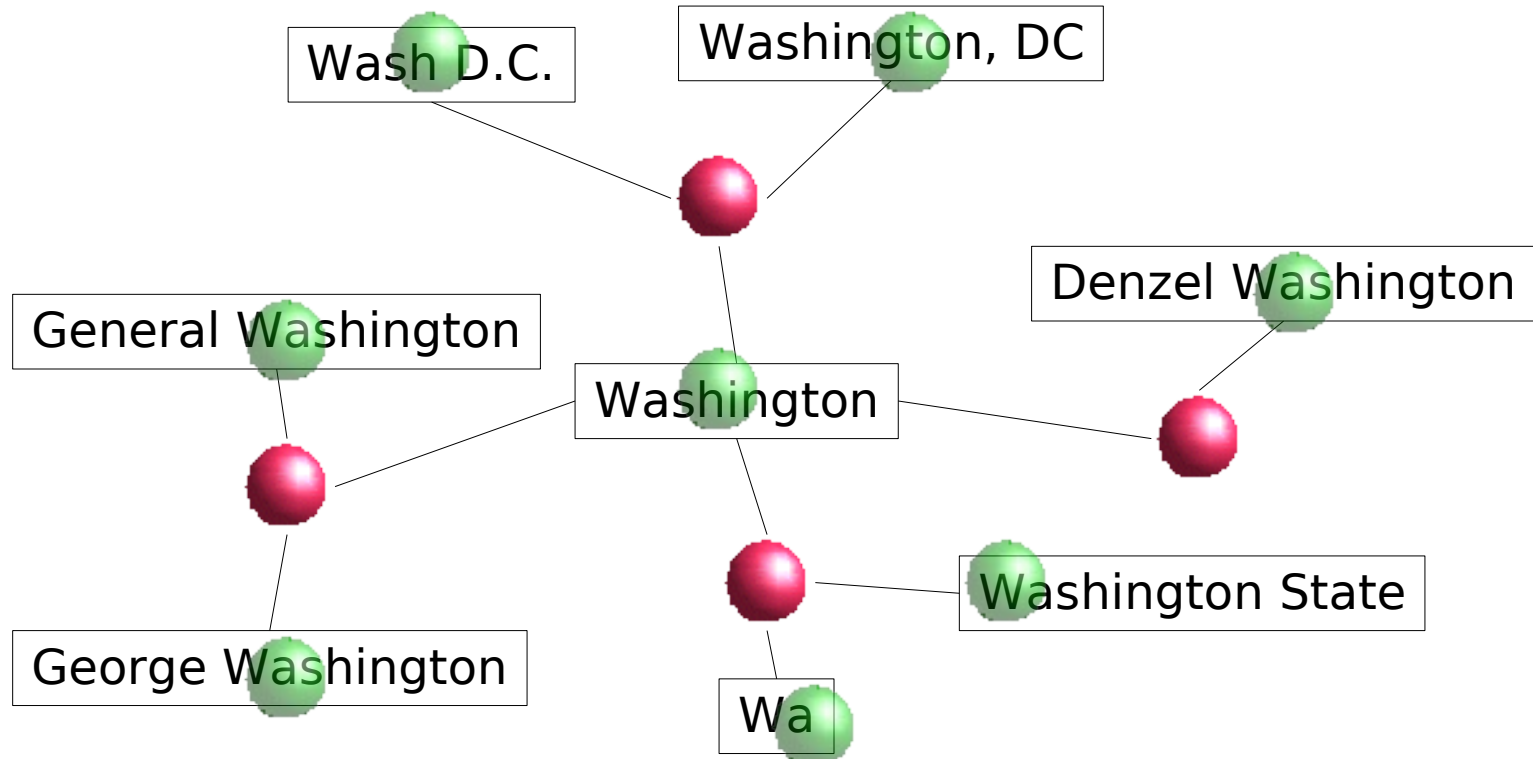 Wash D.C.
Washington, DC
Denzel Washington
General Washington
Washington
Washington State
George Washington
Wa